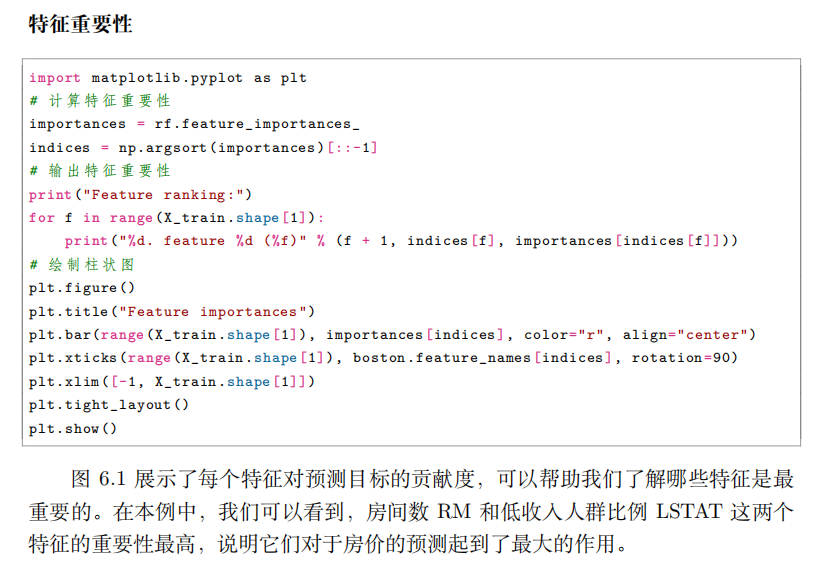 特征重要性
import matplotlib.pyplot as plt
# 计算特征重要性
importances = rf.feature_importances_
indices = np.argsort(importances)[::-1]
# 输出特征重要性
print("Feature ranking:")
for f in range(X_train.shape[1]):
    print("%d. feature %d (%f)" % (f + 1, indices[f], importances[indices[f]]))
# 绘制柱状图
plt.figure()
plt.title("Feature importances")
plt.bar(range(X_train.shape[1]), importances[indices], color="r", align="center")
plt.xticks(range(X_train.shape[1]), boston.feature_names[indices], rotation=90)
plt.xlim([-1, X_train.shape[1]])
plt.tight_layout()
plt.show()
图 6.1 展示了每个特征对预测目标的贡献度，可以帮助我们了解哪些特征是最
重要的。在本例中，我们可以看到，房间数 RM 和低收入人群比例 LSTAT 这两个
特征的重要性最高，说明它们对于房价的预测起到了最大的作用。